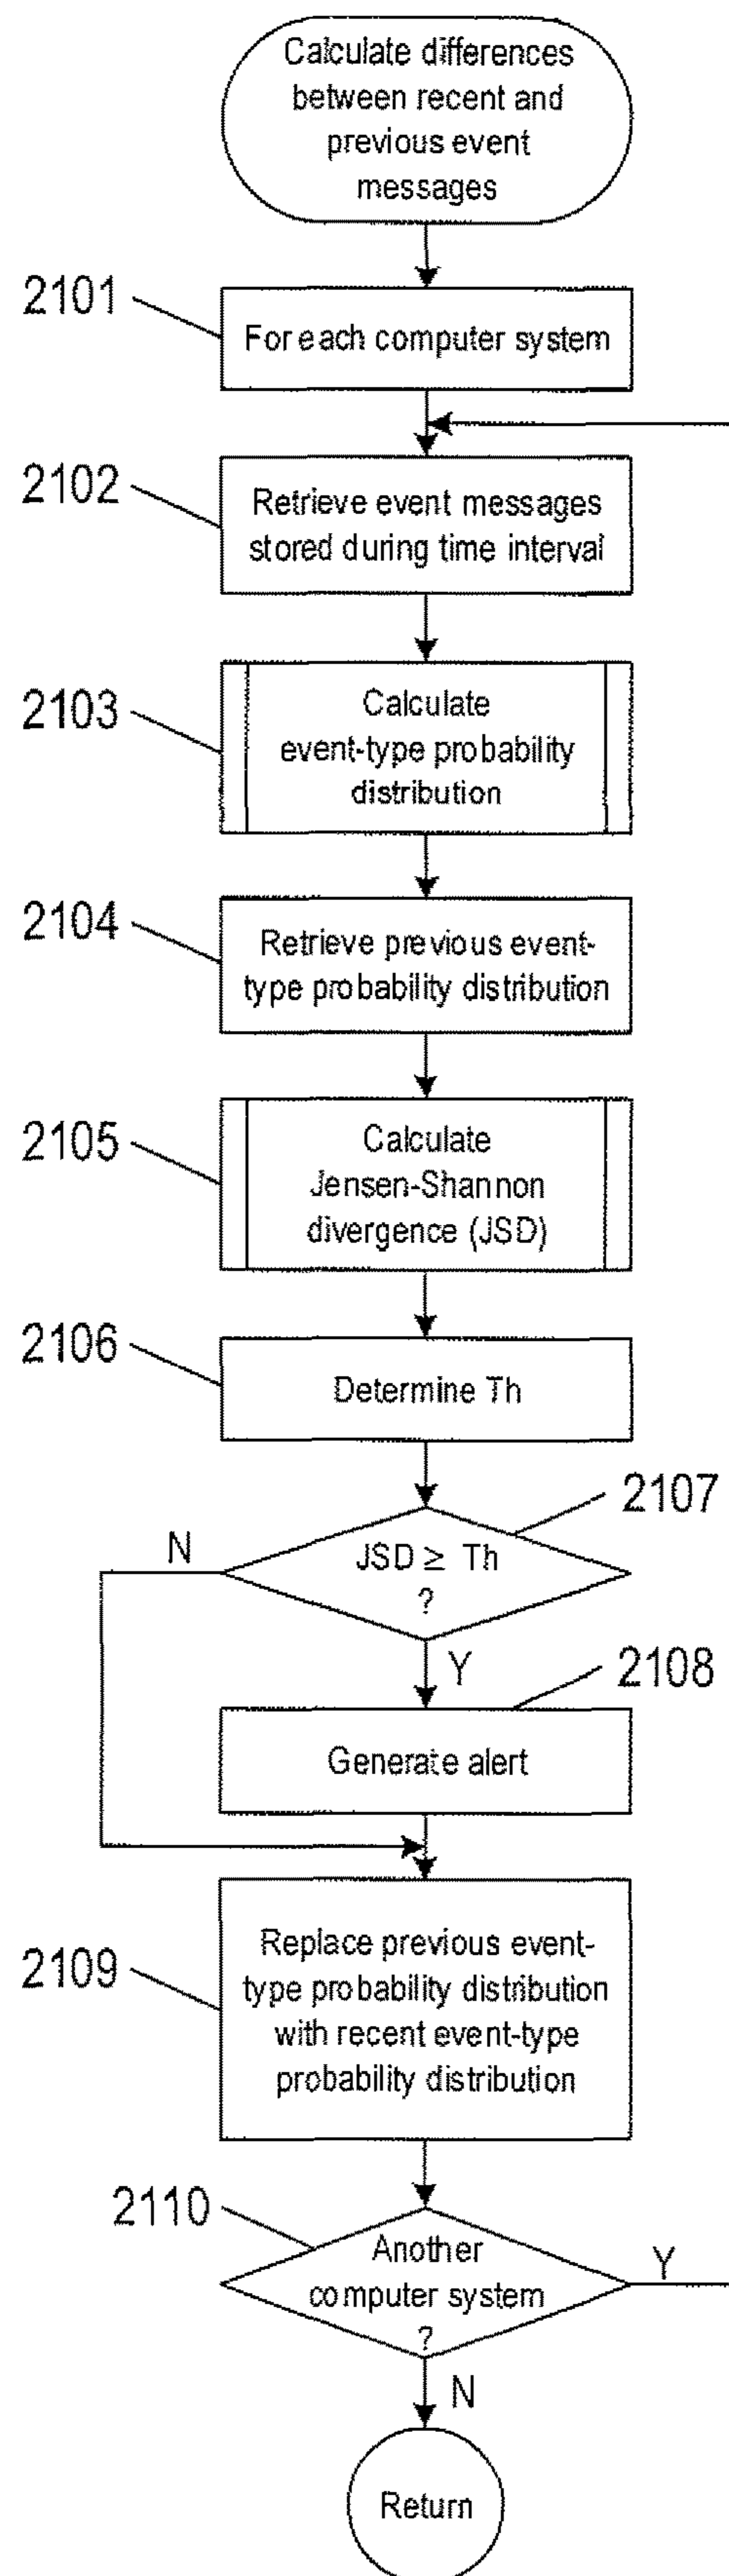 Calculate differences
between recent and
previous event
messages
2101
For each computer system
2102
Retrieve event messages
stored during time interval
2103
Calculate
event-type probability
distribution
2104
Retrieve previous event-
type probability distribution
2105
Calculate
Jensen-Shannon
divergence (JSD)
2106
Determine Th
2107
N
JSD ≥ Th
?
Y
2108
Generate alert
2109
Replace previous event-
type probability distribution
with recent event-type
probability distribution
2110
Another
computer system
?
Y
N
Return